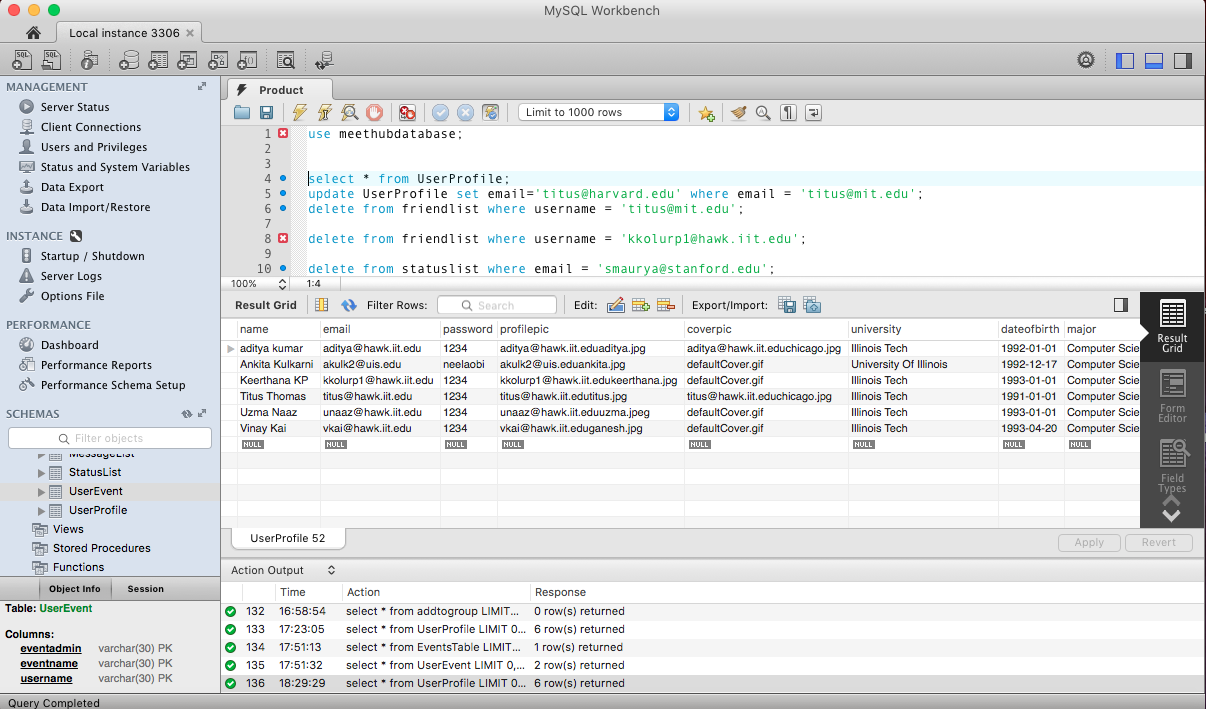 MySQL Workbench
Local instance 3306
MANAGEMENT
Server Status
Client Connections
Users and Privileges
Status and System Variables
Data Export
Data Import/Restore
INSTANCE
Startup / Shutdown
Server Logs
Options File
PERFORMANCE
Dashboard
Performance Reports
Performance Schema Setup
SCHEMAS
Filter objects
MessageList
StatusList
UserEvent
UserProfile
Views
Stored Procedures
Functions
Object Info Session
Table: UserEvent
Columns:
eventadmin varchar(30) PK
eventname varchar(30) PK
username varchar(30) PK
Product
Limit to 1000 rows
1 use meethubdatabase;
2
3
4 select * from UserProfile;
5 update UserProfile set email='titus@harvard.edu' where email = 'titus@mit.edu';
6 delete from friendlist where username = 'titus@mit.edu';
7
8 delete from friendlist where username = 'kkolurp1@hawk.iit.edu';
9
10 delete from statuslist where email = 'smaurya@stanford.edu';
100% 1:4
Result Grid Filter Rows: Search Edit: Export/Import:
name email password profilepic coverpic university dateofbirth major
aditya kumar aditya@hawk.iit.edu 1234 aditya@hawk.iit.eduaditya.jpg aditya@hawk.iit.educhicago.jpg Illinois Tech 1992-01-01 Computer Scie
Ankita Kulkarni akulk2@uis.edu neelaobi akulk2@uis.eduankita.jpg defaultCover.gif University Of Illinois 1992-12-17 Computer Scie
Keerthana KP kkolurp1@hawk.iit.edu 1234 kkolurp1@hawk.iit.edukeerthana.jpg defaultCover.gif Illinois Tech 1993-01-01 Computer Scie
Titus Thomas titus@hawk.iit.edu 1234 titus@hawk.iit.edutitus.jpg titus@hawk.iit.educhicago.jpg Illinois Tech 1991-01-01 Computer Scie
Uzma Naaz unaaz@hawk.iit.edu 1234 unaaz@hawk.iit.eduuzma.jpeg defaultCover.gif Illinois Tech 1993-01-01 Computer Scie
Vinay Kai vkai@hawk.iit.edu 1234 vkai@hawk.iit.eduganesh.jpg defaultCover.gif Illinois Tech 1993-04-20 Computer Scie
NULL NULL NULL NULL NULL NULL NULL NULL
Result
Grid
Form
Editor
Field
Types
UserProfile 52
Apply Revert
Action Output
Time Action Response
132 16:58:54 select * from addtogroup LIMIT... 0 row(s) returned
133 17:23:05 select * from UserProfile LIMIT 0... 6 row(s) returned
134 17:51:13 select * from EventsTable LIMIT... 1 row(s) returned
135 17:51:32 select * from UserEvent LIMIT 0,... 2 row(s) returned
136 18:29:29 select * from UserProfile LIMIT 0... 6 row(s) returned
Query Completed